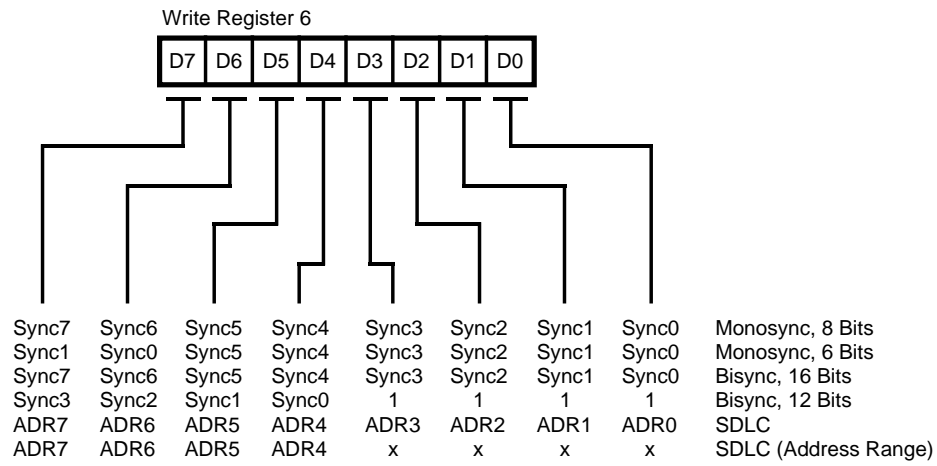 Write Register 6
D7 D6 D5 D4 D3 D2 D1 D0
Sync7 Sync6 Sync5 Sync4 Sync3 Sync2 Sync1 Sync0 Monosync, 8 Bits
Sync1 Sync0 Sync5 Sync4 Sync3 Sync2 Sync1 Sync0 Monosync, 6 Bits
Sync7 Sync6 Sync5 Sync4 Sync3 Sync2 Sync1 Sync0 Bisync, 16 Bits
Sync3 Sync2 Sync1 Sync0 1 1 1 1 Bisync, 12 Bits
ADR7 ADR6 ADR5 ADR4 ADR3 ADR2 ADR1 ADR0 SDLC
ADR7 ADR6 ADR5 ADR4 x x x x SDLC (Address Range)